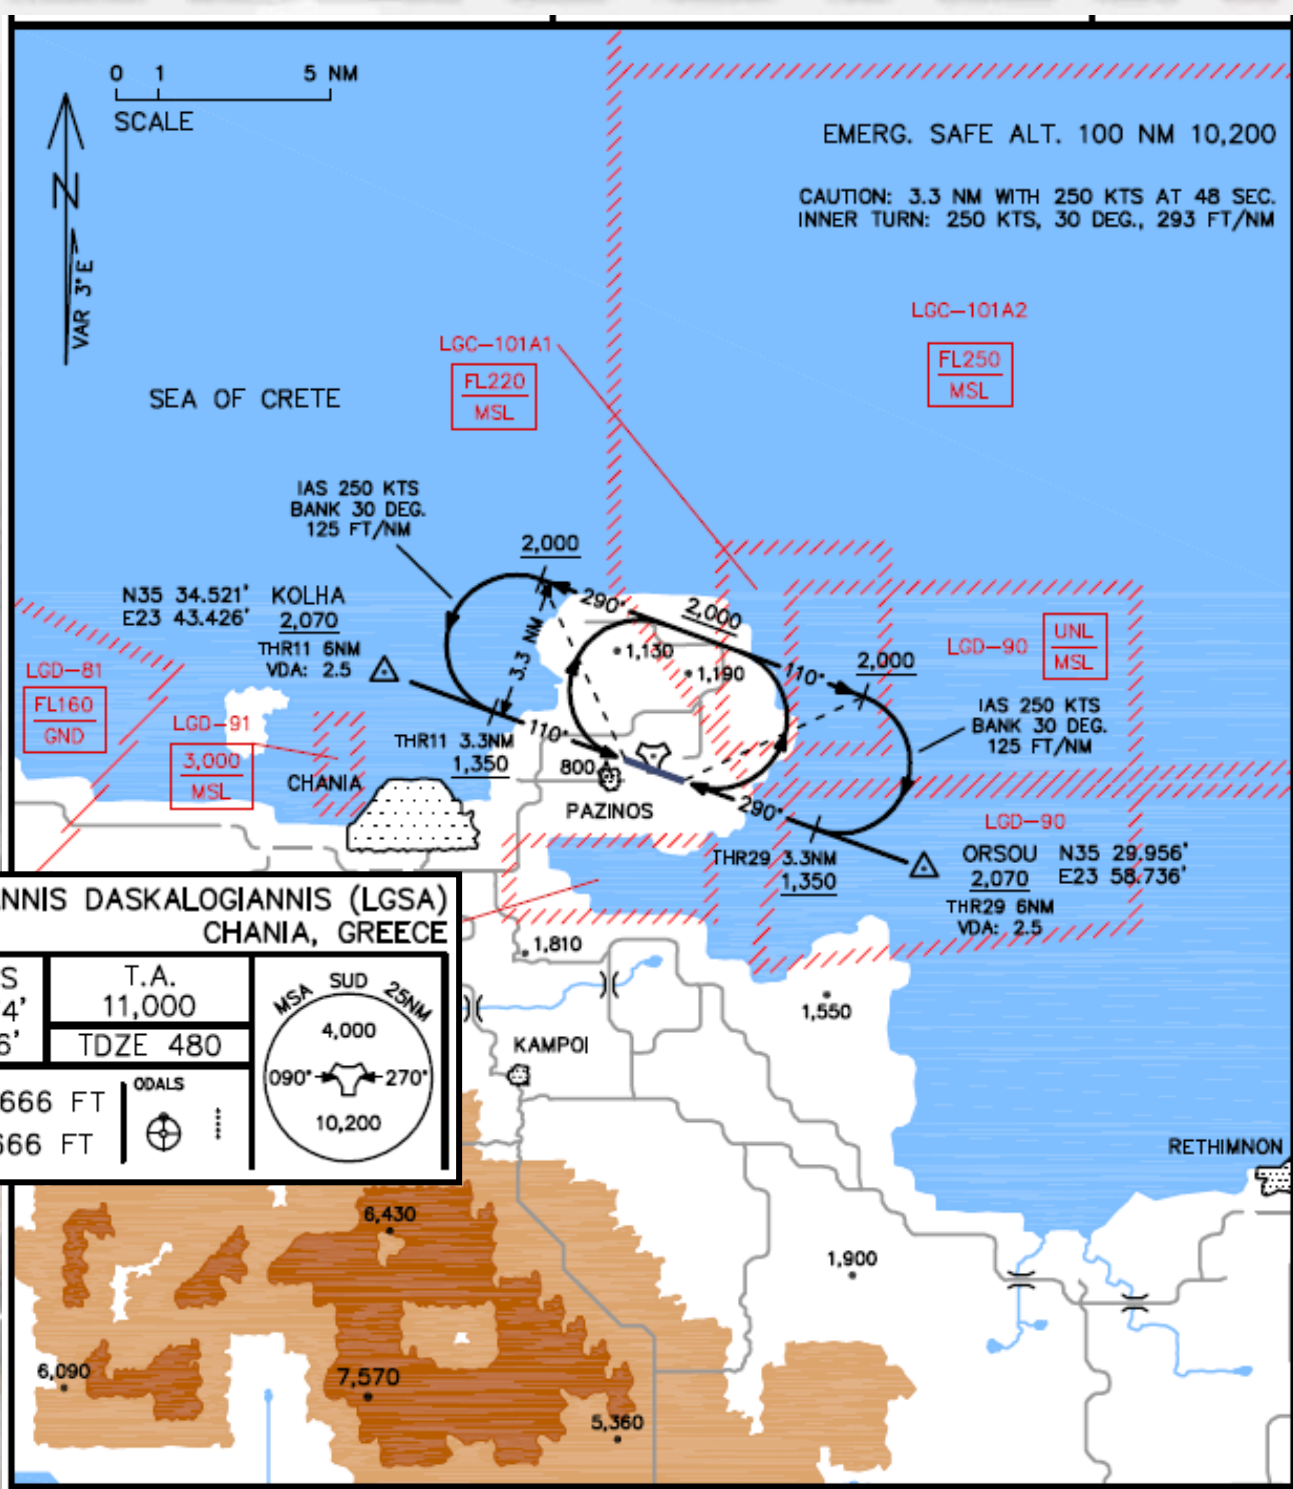 0 1 5 NM
SCALE
N
VAR 3°E
EMERG. SAFE ALT. 100 NM 10,200
CAUTION: 3.3 NM WITH 250 KTS AT 48 SEC.
INNER TURN: 250 KTS, 30 DEG., 293 FT/NM
LGC-101A2
FL250
MSL
LGC-101A1
FL220
MSL
SEA OF CRETE
IAS 250 KTS
BANK 30 DEG.
125 FT/NM
2,000
N35 34.521' KOLHA
E23 43.426' 2,070
THR11 6NM
VDA: 2.5
290°
2,000
3.3 NM
1,130
1,190
110°
2,000
LGD-90
UNL
MSL
LGD-81
FL160
GND
LGD-91
3,000
MSL
IAS 250 KTS
BANK 30 DEG.
125 FT/NM
110°
THR11 3.3NM
1,350
CHANIA
800
PAZINOS
290°
LGD-90
THR29 3.3NM
1,350
ORSOU N35 29.956'
2,070 E23 58.736'
THR29 6NM
VDA: 2.5
ANNIS DASKALOGIANNIS (LGSA)
CHANIA, GREECE
S
4'
6'
T.A.
11,000
TDZE 480
666 FT
666 FT
ODALS
MSA SUD 25NM
4,000
090° 270°
10,200
1,810
1,550
KAMPOI
RETHIMNON
6,430
1,900
6,090
7,570
5,360